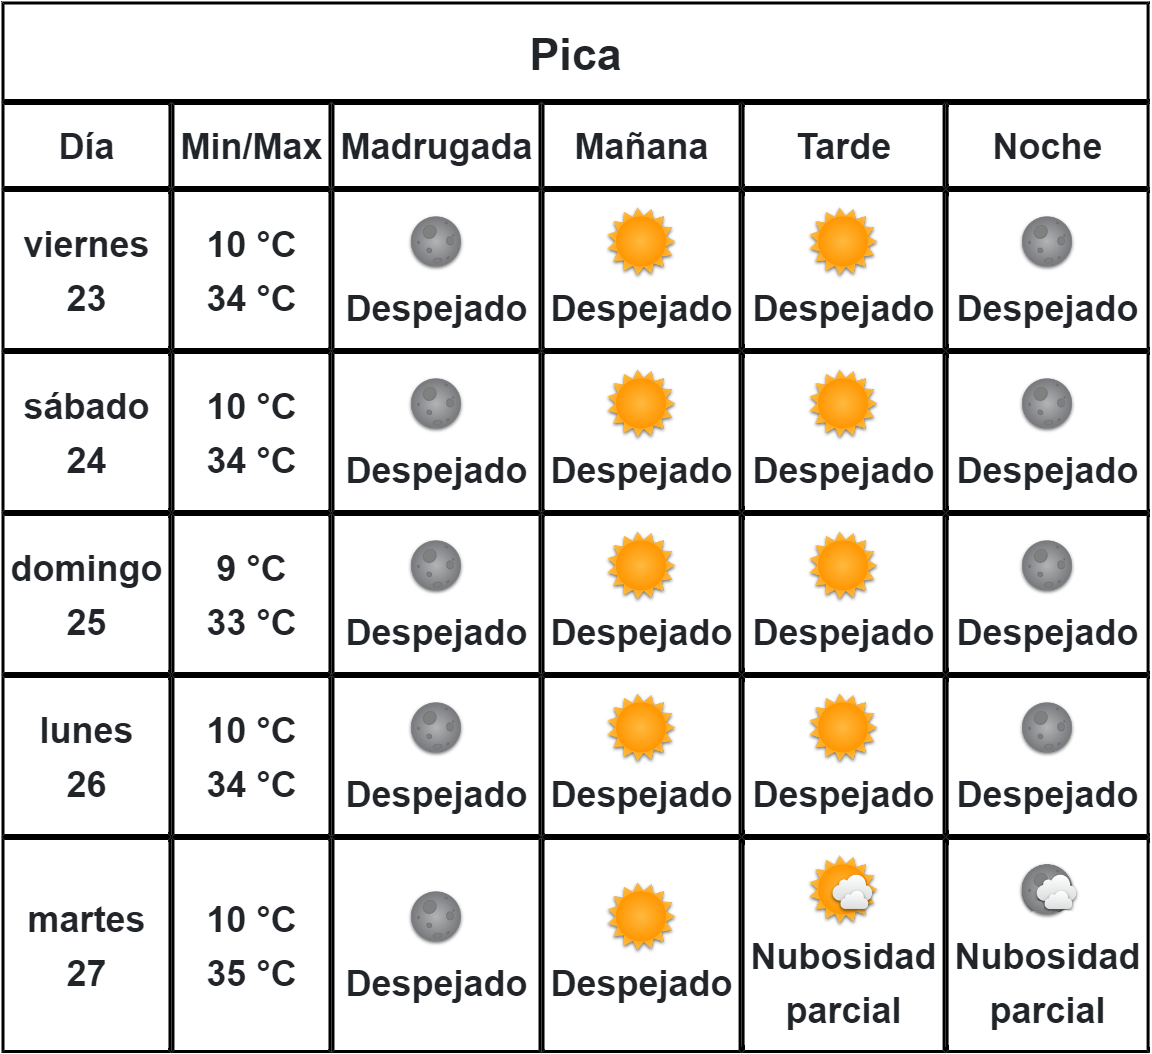 Pica
Día Min/Max Madrugada Mañana Tarde Noche
viernes 10 °C
23 34 °C
Despejado Despejado Despejado Despejado
sábado 10 °C
24 34 °C
Despejado Despejado Despejado Despejado
domingo 9 °C
25 33 °C
Despejado Despejado Despejado Despejado
lunes 10 °C
26 34 °C
Despejado Despejado Despejado Despejado
martes 10 °C
27 35 °C
Despejado Despejado Nubosidad Nubosidad
parcial parcial